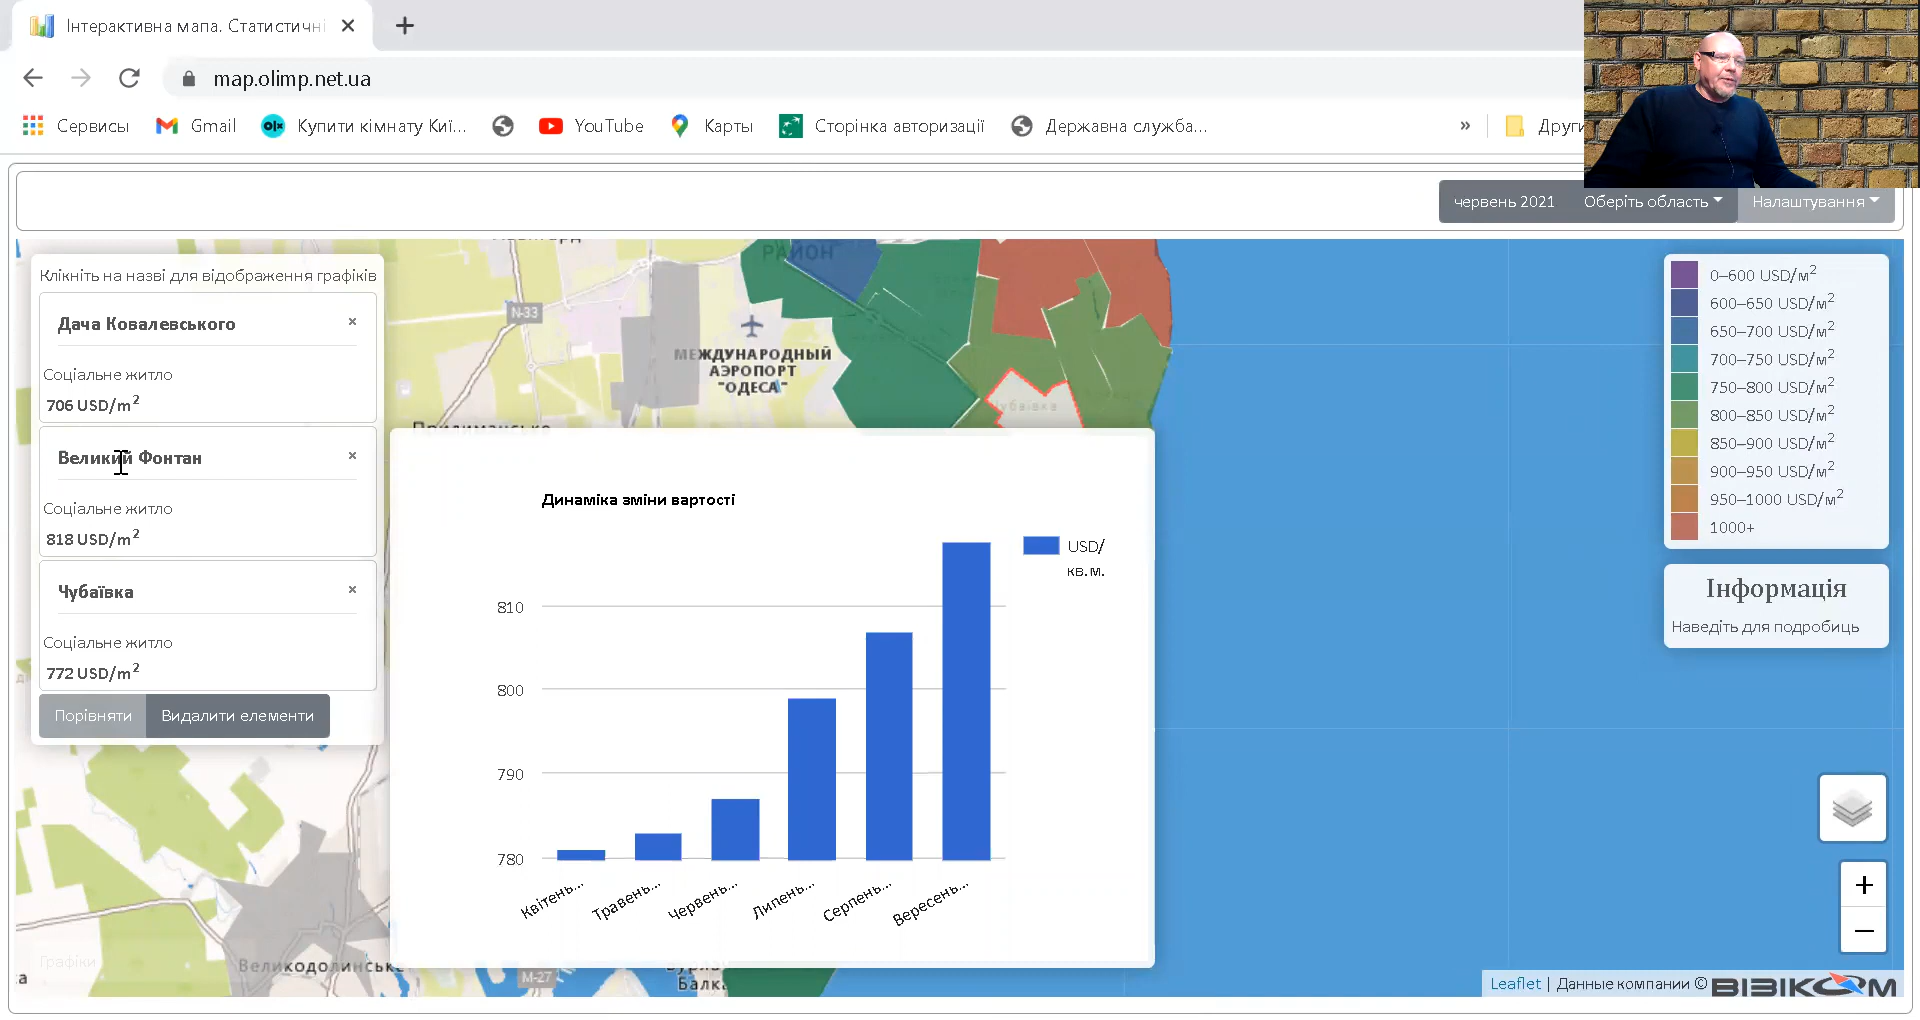 Інтерактивна мапа. Статистичні
map.olimp.net.ua
Сервисы
Gmail
Купити кімнату Киї...
YouTube
Карты
Сторінка авторизації
Державна служба...
»
червень 2021
Оберіть область
Налаштування
Клікніть на назві для відображення графіків
Дача Ковалевського ×
Соціальне житло
706 USD/m²
Великий Фонтан ×
Соціальне житло
818 USD/m²
Чубаївка ×
Соціальне житло
772 USD/m²
Порівняти
Видалити елементи
РАЙОН
N-33
МЕЖДУНАРОДНЫЙ
АЭРОПОРТ
"ОДЕСА"
Чубаївка
Динаміка зміни вартості
USD/
кв.м.
810
800
790
780
Квітень...
Травень...
Червень...
Липень...
Серпень...
Вересень...
0–600 USD/м²
600–650 USD/м²
650–700 USD/м²
700–750 USD/м²
750–800 USD/м²
800–850 USD/м²
850–900 USD/м²
900–950 USD/м²
950–1000 USD/м²
1000+
Інформація
Наведіть для подробиць
+
−
Графіки
Великодолинськe
M-27
Балка
Leaflet | Данные компании © ВІЗІКОМ